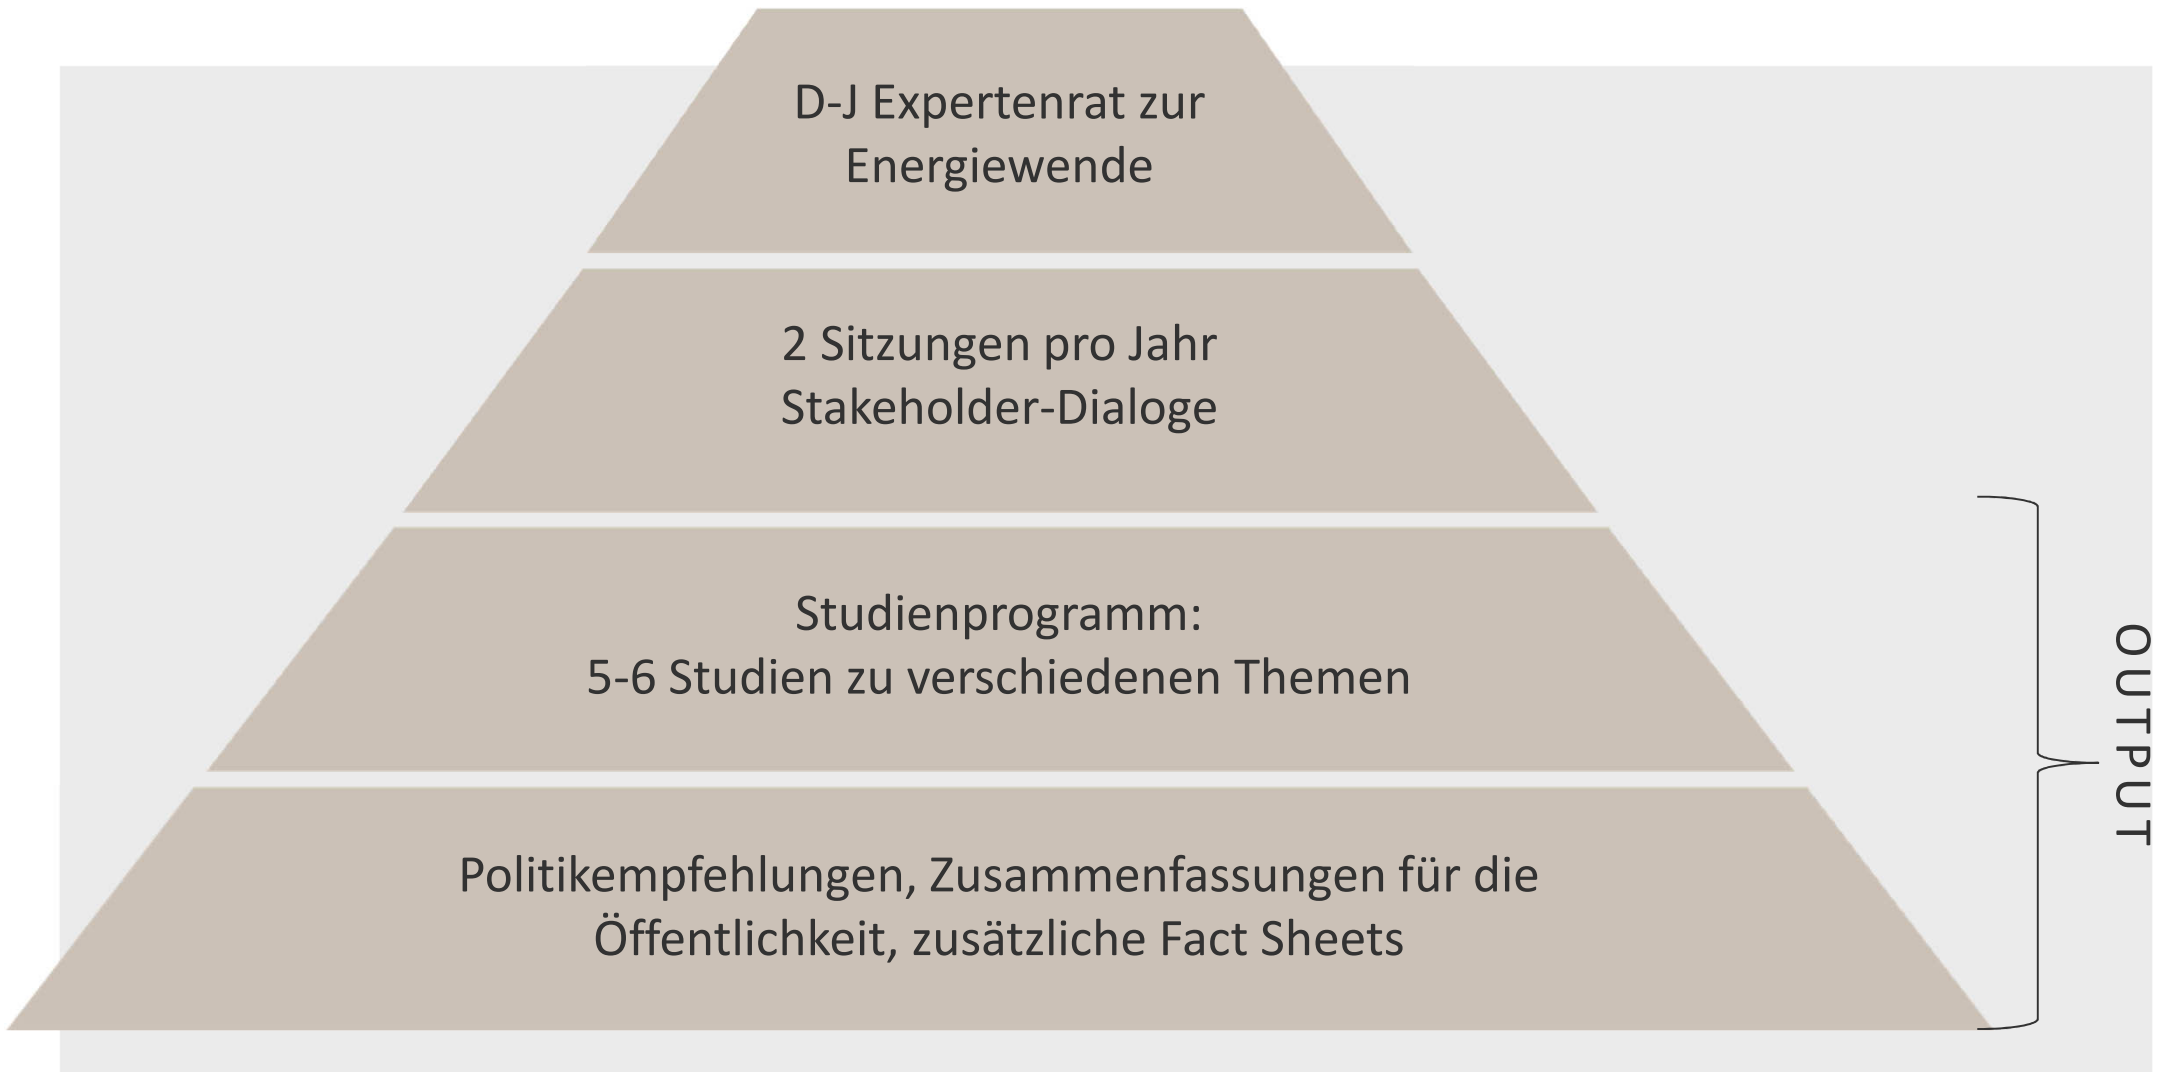 D-J Expertenrat zur
Energiewende
2 Sitzungen pro Jahr
Stakeholder-Dialoge
Studienprogramm:
5-6 Studien zu verschiedenen Themen
Politikempfehlungen, Zusammenfassungen für die
Öffentlichkeit, zusätzliche Fact Sheets
OUTPUT